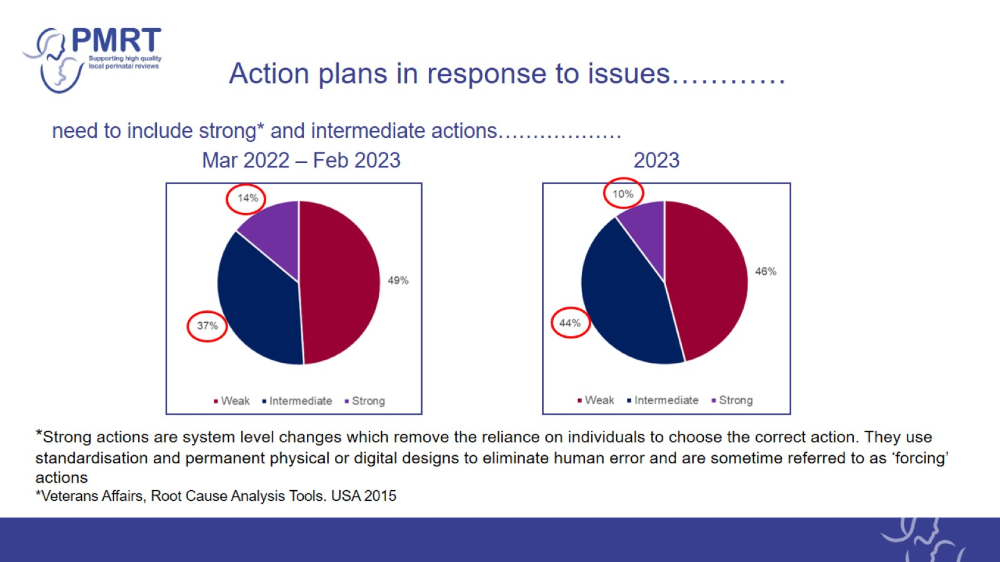 PMRT
Supporting high quality
local perinatal reviews
Action plans in response to issues............
need to include strong* and intermediate actions..................
Mar 2022 – Feb 2023
2023
14%
49%
37%
Weak Intermediate Strong
10%
46%
44%
Weak Intermediate Strong
*Strong actions are system level changes which remove the reliance on individuals to choose the correct action. They use
standardisation and permanent physical or digital designs to eliminate human error and are sometime referred to as ‘forcing’
actions
*Veterans Affairs, Root Cause Analysis Tools. USA 2015